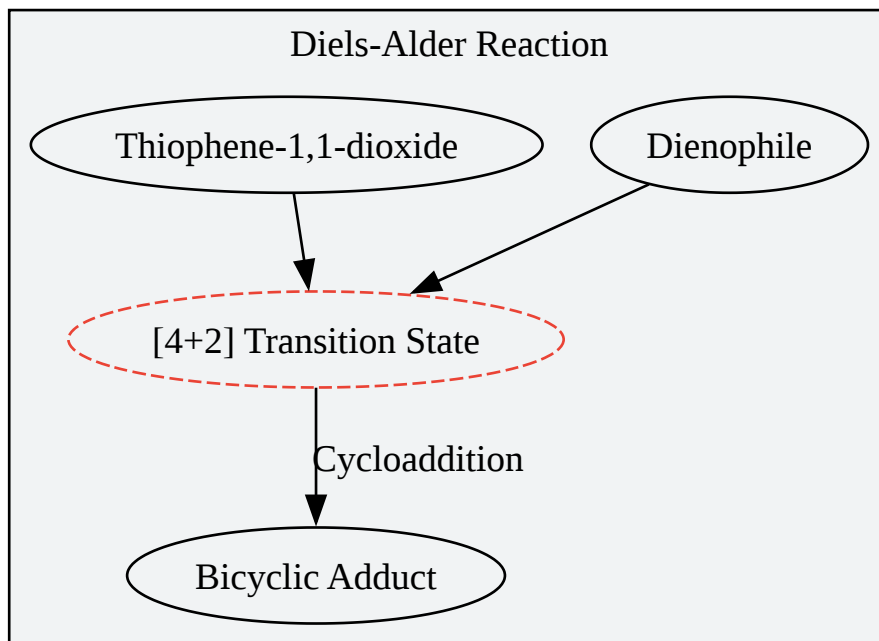 Diels-Alder Reaction
Thiophene-1,1-dioxide
Dienophile
[4+2] Transition State
Cycloaddition
Bicyclic Adduct